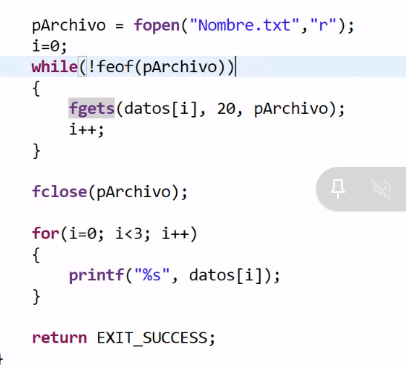 pArchivo = fopen("Nombre.txt","r");
i=0;
while(!feof(pArchivo))
{
fgets(datos[i], 20, pArchivo);
i++;
}
fclose(pArchivo);
for(i=0; i<3; i++)
{
printf("%s", datos[i]);
}
return EXIT_SUCCESS;
}